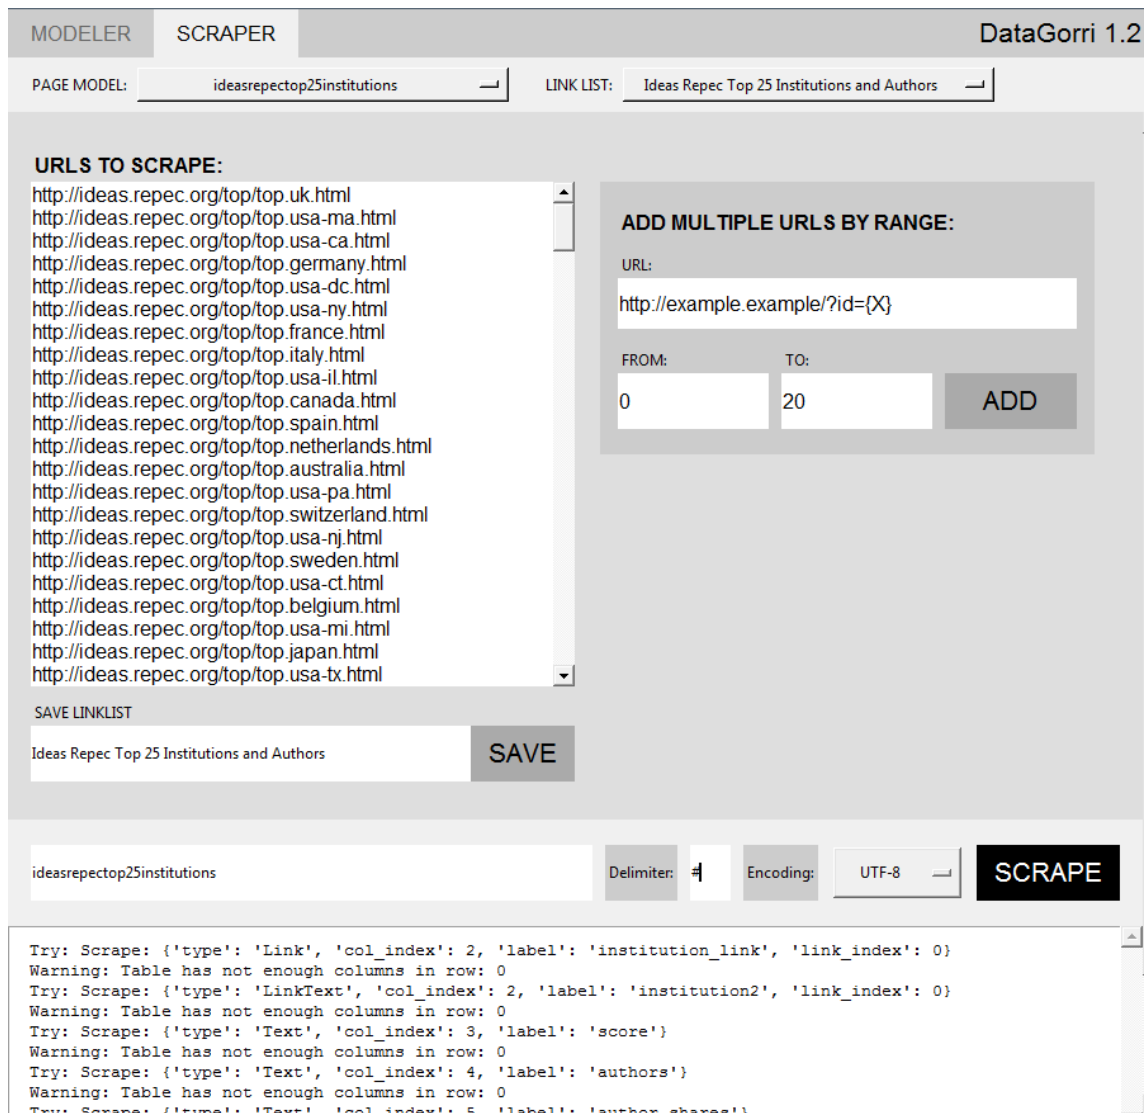 MODELER SCRAPER DataGorri 1.2
PAGE MODEL: ideasrepectop25institutions LINK LIST: Ideas Repec Top 25 Institutions and Authors
URLS TO SCRAPE:
http://ideas.repec.org/top/top.uk.html
http://ideas.repec.org/top/top.usa-ma.html
http://ideas.repec.org/top/top.usa-ca.html
http://ideas.repec.org/top/top.germany.html
http://ideas.repec.org/top/top.usa-dc.html
http://ideas.repec.org/top/top.usa-ny.html
http://ideas.repec.org/top/top.france.html
http://ideas.repec.org/top/top.italy.html
http://ideas.repec.org/top/top.usa-il.html
http://ideas.repec.org/top/top.canada.html
http://ideas.repec.org/top/top.spain.html
http://ideas.repec.org/top/top.netherlands.html
http://ideas.repec.org/top/top.australia.html
http://ideas.repec.org/top/top.usa-pa.html
http://ideas.repec.org/top/top.switzerland.html
http://ideas.repec.org/top/top.usa-nj.html
http://ideas.repec.org/top/top.sweden.html
http://ideas.repec.org/top/top.usa-ct.html
http://ideas.repec.org/top/top.belgium.html
http://ideas.repec.org/top/top.usa-mi.html
http://ideas.repec.org/top/top.japan.html
http://ideas.repec.org/top/top.usa-tx.html
SAVE LINKLIST
Ideas Repec Top 25 Institutions and Authors SAVE
ADD MULTIPLE URLS BY RANGE:
URL:
http://example.example/?id={X}
FROM: TO:
0 20 ADD
ideasrepectop25institutions Delimiter: # Encoding: UTF-8 SCRAPE
Try: Scrape: {'type': 'Link', 'col_index': 2, 'label': 'institution_link', 'link_index': 0}
Warning: Table has not enough columns in row: 0
Try: Scrape: {'type': 'LinkText', 'col_index': 2, 'label': 'institution2', 'link_index': 0}
Warning: Table has not enough columns in row: 0
Try: Scrape: {'type': 'Text', 'col_index': 3, 'label': 'score'}
Warning: Table has not enough columns in row: 0
Try: Scrape: {'type': 'Text', 'col_index': 4, 'label': 'authors'}
Warning: Table has not enough columns in row: 0
Try: Scrape: {'type': 'Text', 'col_index': 5, 'label': 'author_shares'}